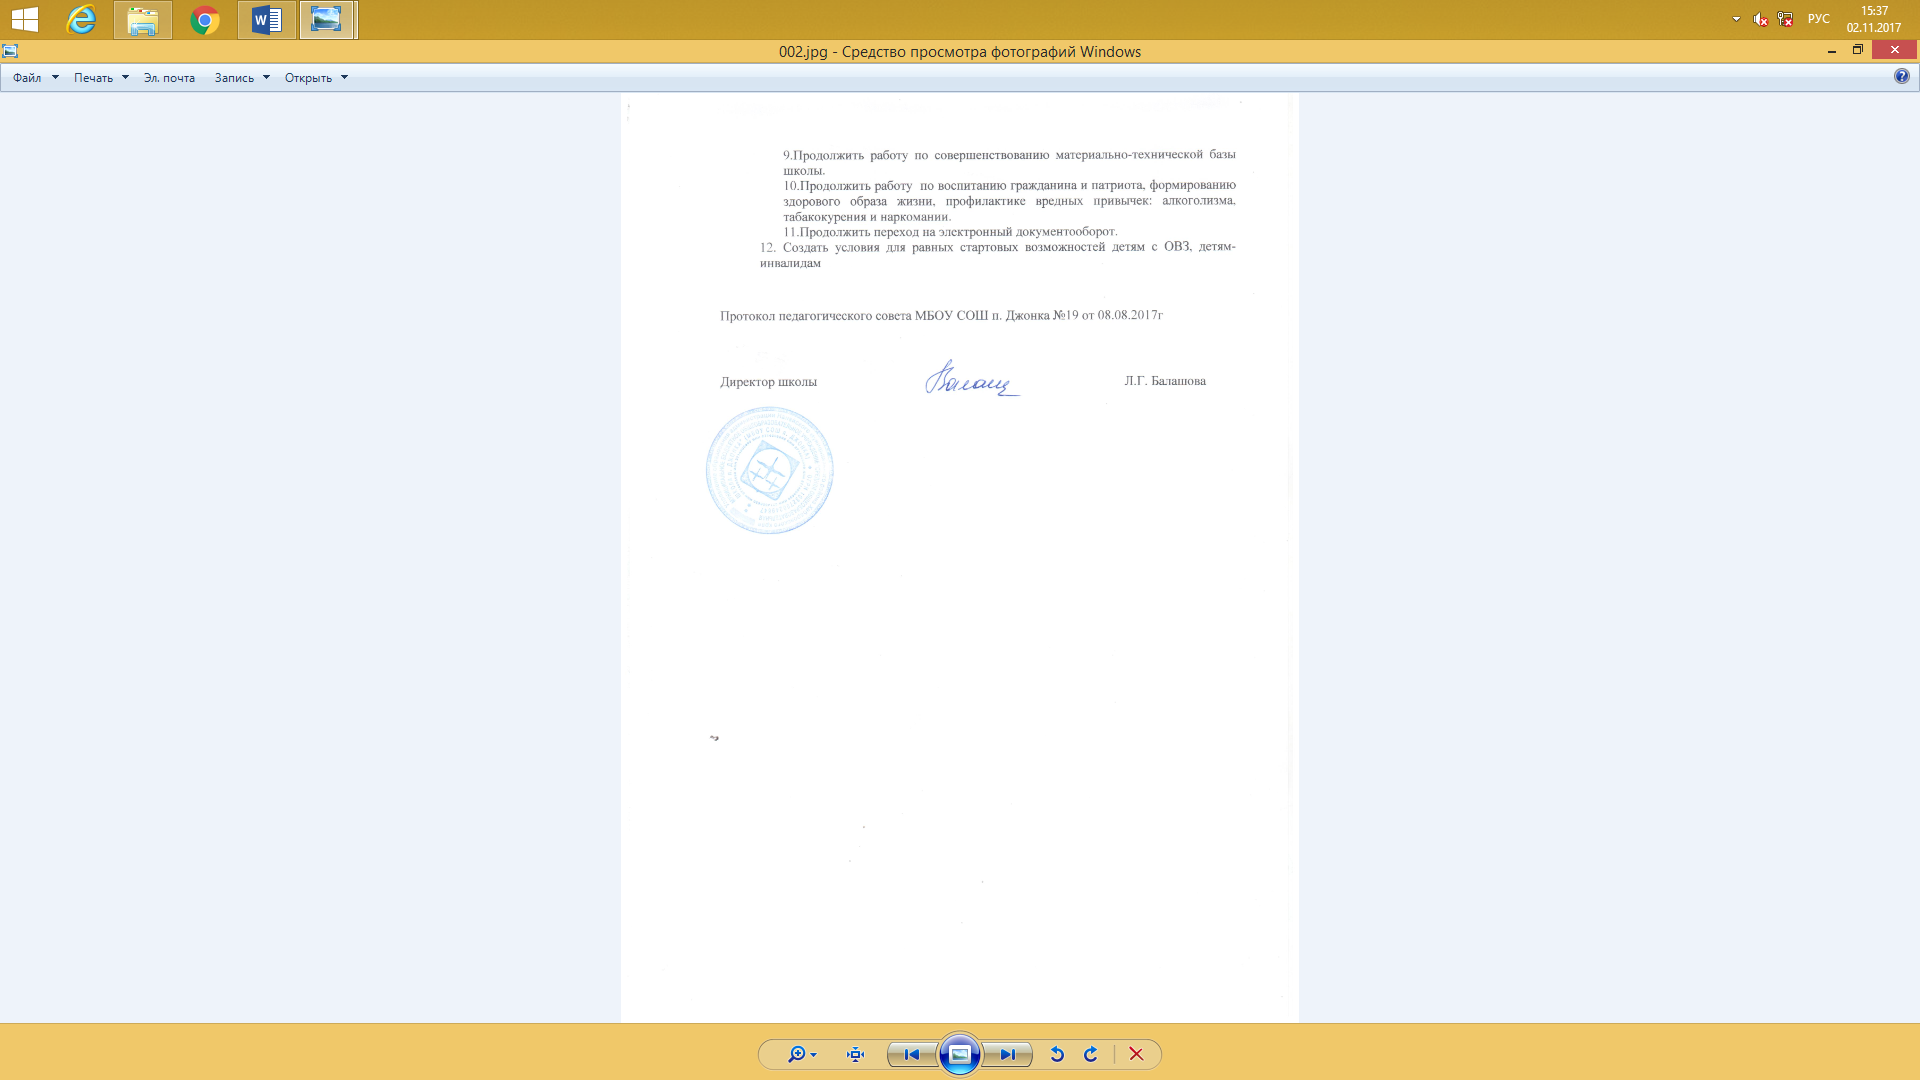 РУС
15:37
02.11.2017
002.jpg - Средство просмотра фотографий Windows
Файл Печать Эл. почта Запись Открыть
9.Продолжить работу по совершенствованию материально-технической базы
школы.
10.Продолжить работу по воспитанию гражданина и патриота, формированию
здорового образа жизни, профилактике вредных привычек: алкоголизма,
табакокурения и наркомании.
11.Продолжить переход на электронный документооборот.
12. Создать условия для равных стартовых возможностей детям с ОВЗ, детям-
инвалидам
Протокол педагогического совета МБОУ СОШ п. Джонка №19 от 08.08.2017г
Директор школы
Л.Г. Балашова